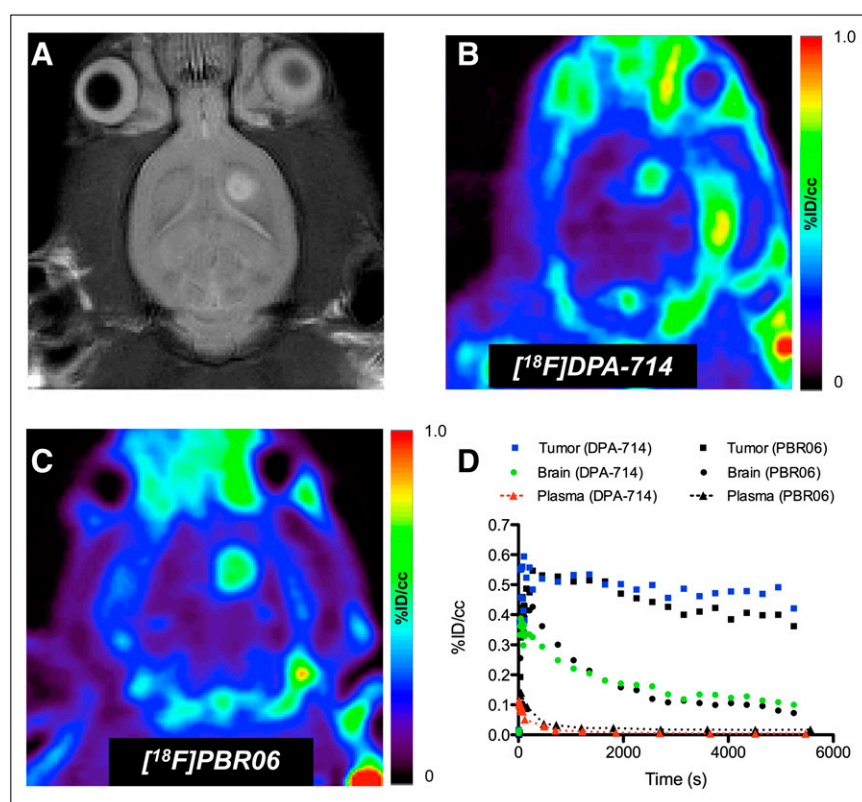 A
B
1.0
%ID/cc
0
[18F]DPA-714
C
1.0
%ID/cc
0
[18F]PBR06
D
Tumor (DPA-714)
Tumor (PBR06)
Brain (DPA-714)
Brain (PBR06)
Plasma (DPA-714)
Plasma (PBR06)
%ID/cc
0.7
0.6
0.5
0.4
0.3
0.2
0.1
0.0
0
2000
4000
6000
Time (s)